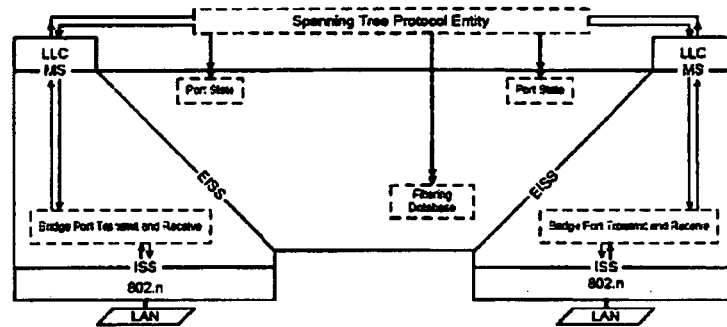 Spanning Tree Protocol Entity
LLC
LLC
MS
MS
Port State
Port State
EISS
EISS
Filtering
Database
Bridge Port Transmit and Receive
Bridge Port Transmit and Receive
ISS
ISS
802.n
802.n
LAN
LAN